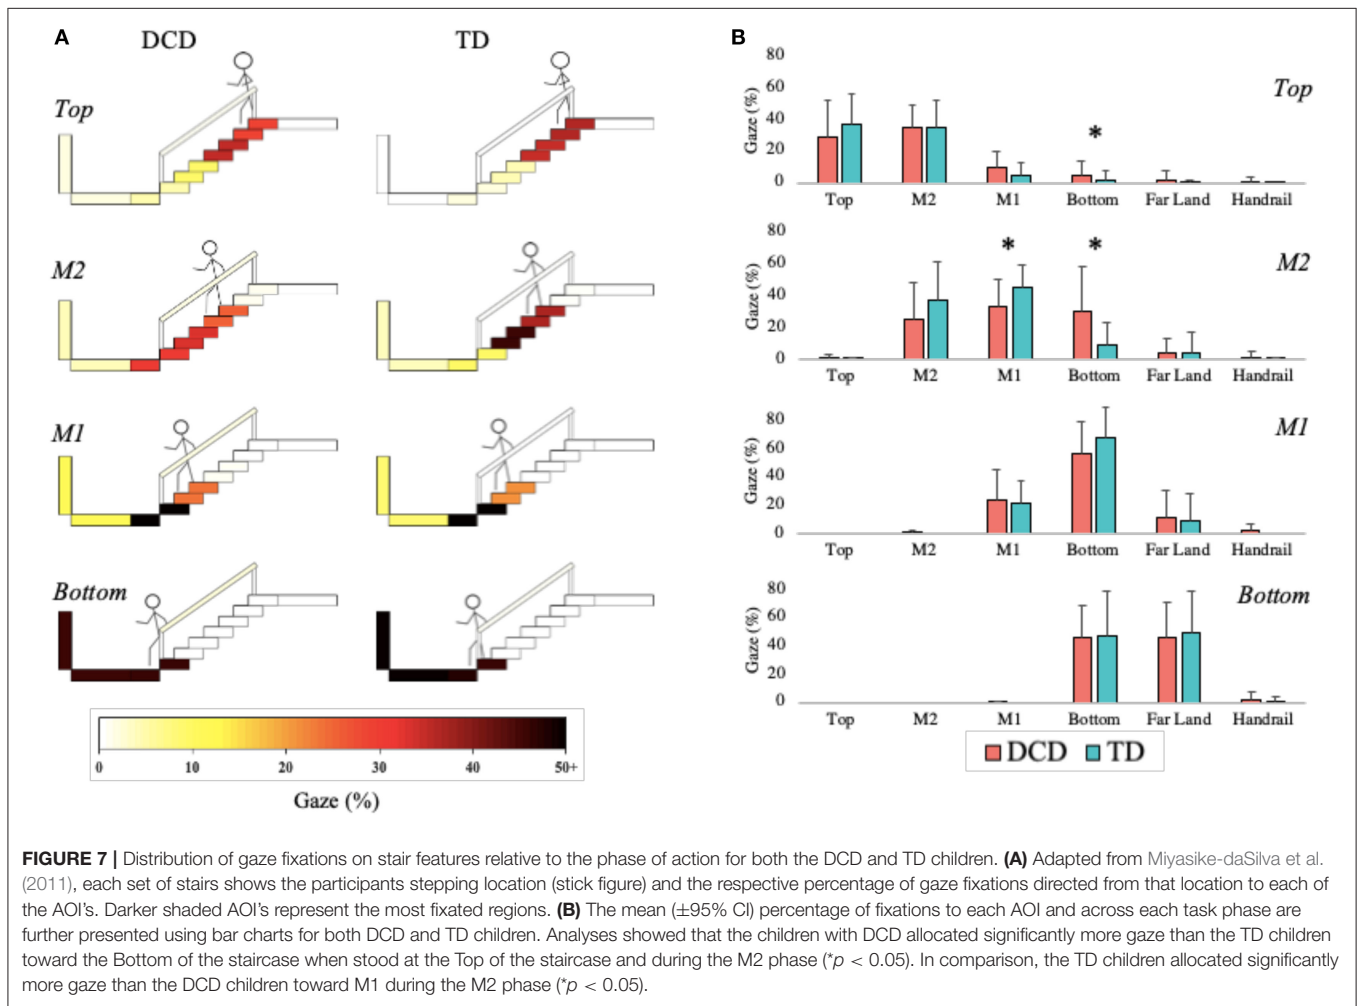 A
DCD
TD
Top
M2
M1
Bottom
0
10
20
30
40
50+
Gaze (%)
B
80
60
40
20
0
Gaze (%)
Top
*
Top
M2
M1
Bottom
Far Land
Handrail
80
60
40
20
0
Gaze (%)
M2
*
*
Top
M2
M1
Bottom
Far Land
Handrail
80
60
40
20
0
Gaze (%)
M1
Top
M2
M1
Bottom
Far Land
Handrail
80
60
40
20
0
Gaze (%)
Bottom
Top
M2
M1
Bottom
Far Land
Handrail
DCD
TD
FIGURE 7 | Distribution of gaze fixations on stair features relative to the phase of action for both the DCD and TD children. (A) Adapted from Miyasike-daSilva et al.
(2011), each set of stairs shows the participants stepping location (stick figure) and the respective percentage of gaze fixations directed from that location to each of
the AOI's. Darker shaded AOI's represent the most fixated regions. (B) The mean (±95% CI) percentage of fixations to each AOI and across each task phase are
further presented using bar charts for both DCD and TD children. Analyses showed that the children with DCD allocated significantly more gaze than the TD children
toward the Bottom of the staircase when stood at the Top of the staircase and during the M2 phase (*p < 0.05). In comparison, the TD children allocated significantly
more gaze than the DCD children toward M1 during the M2 phase (*p < 0.05).